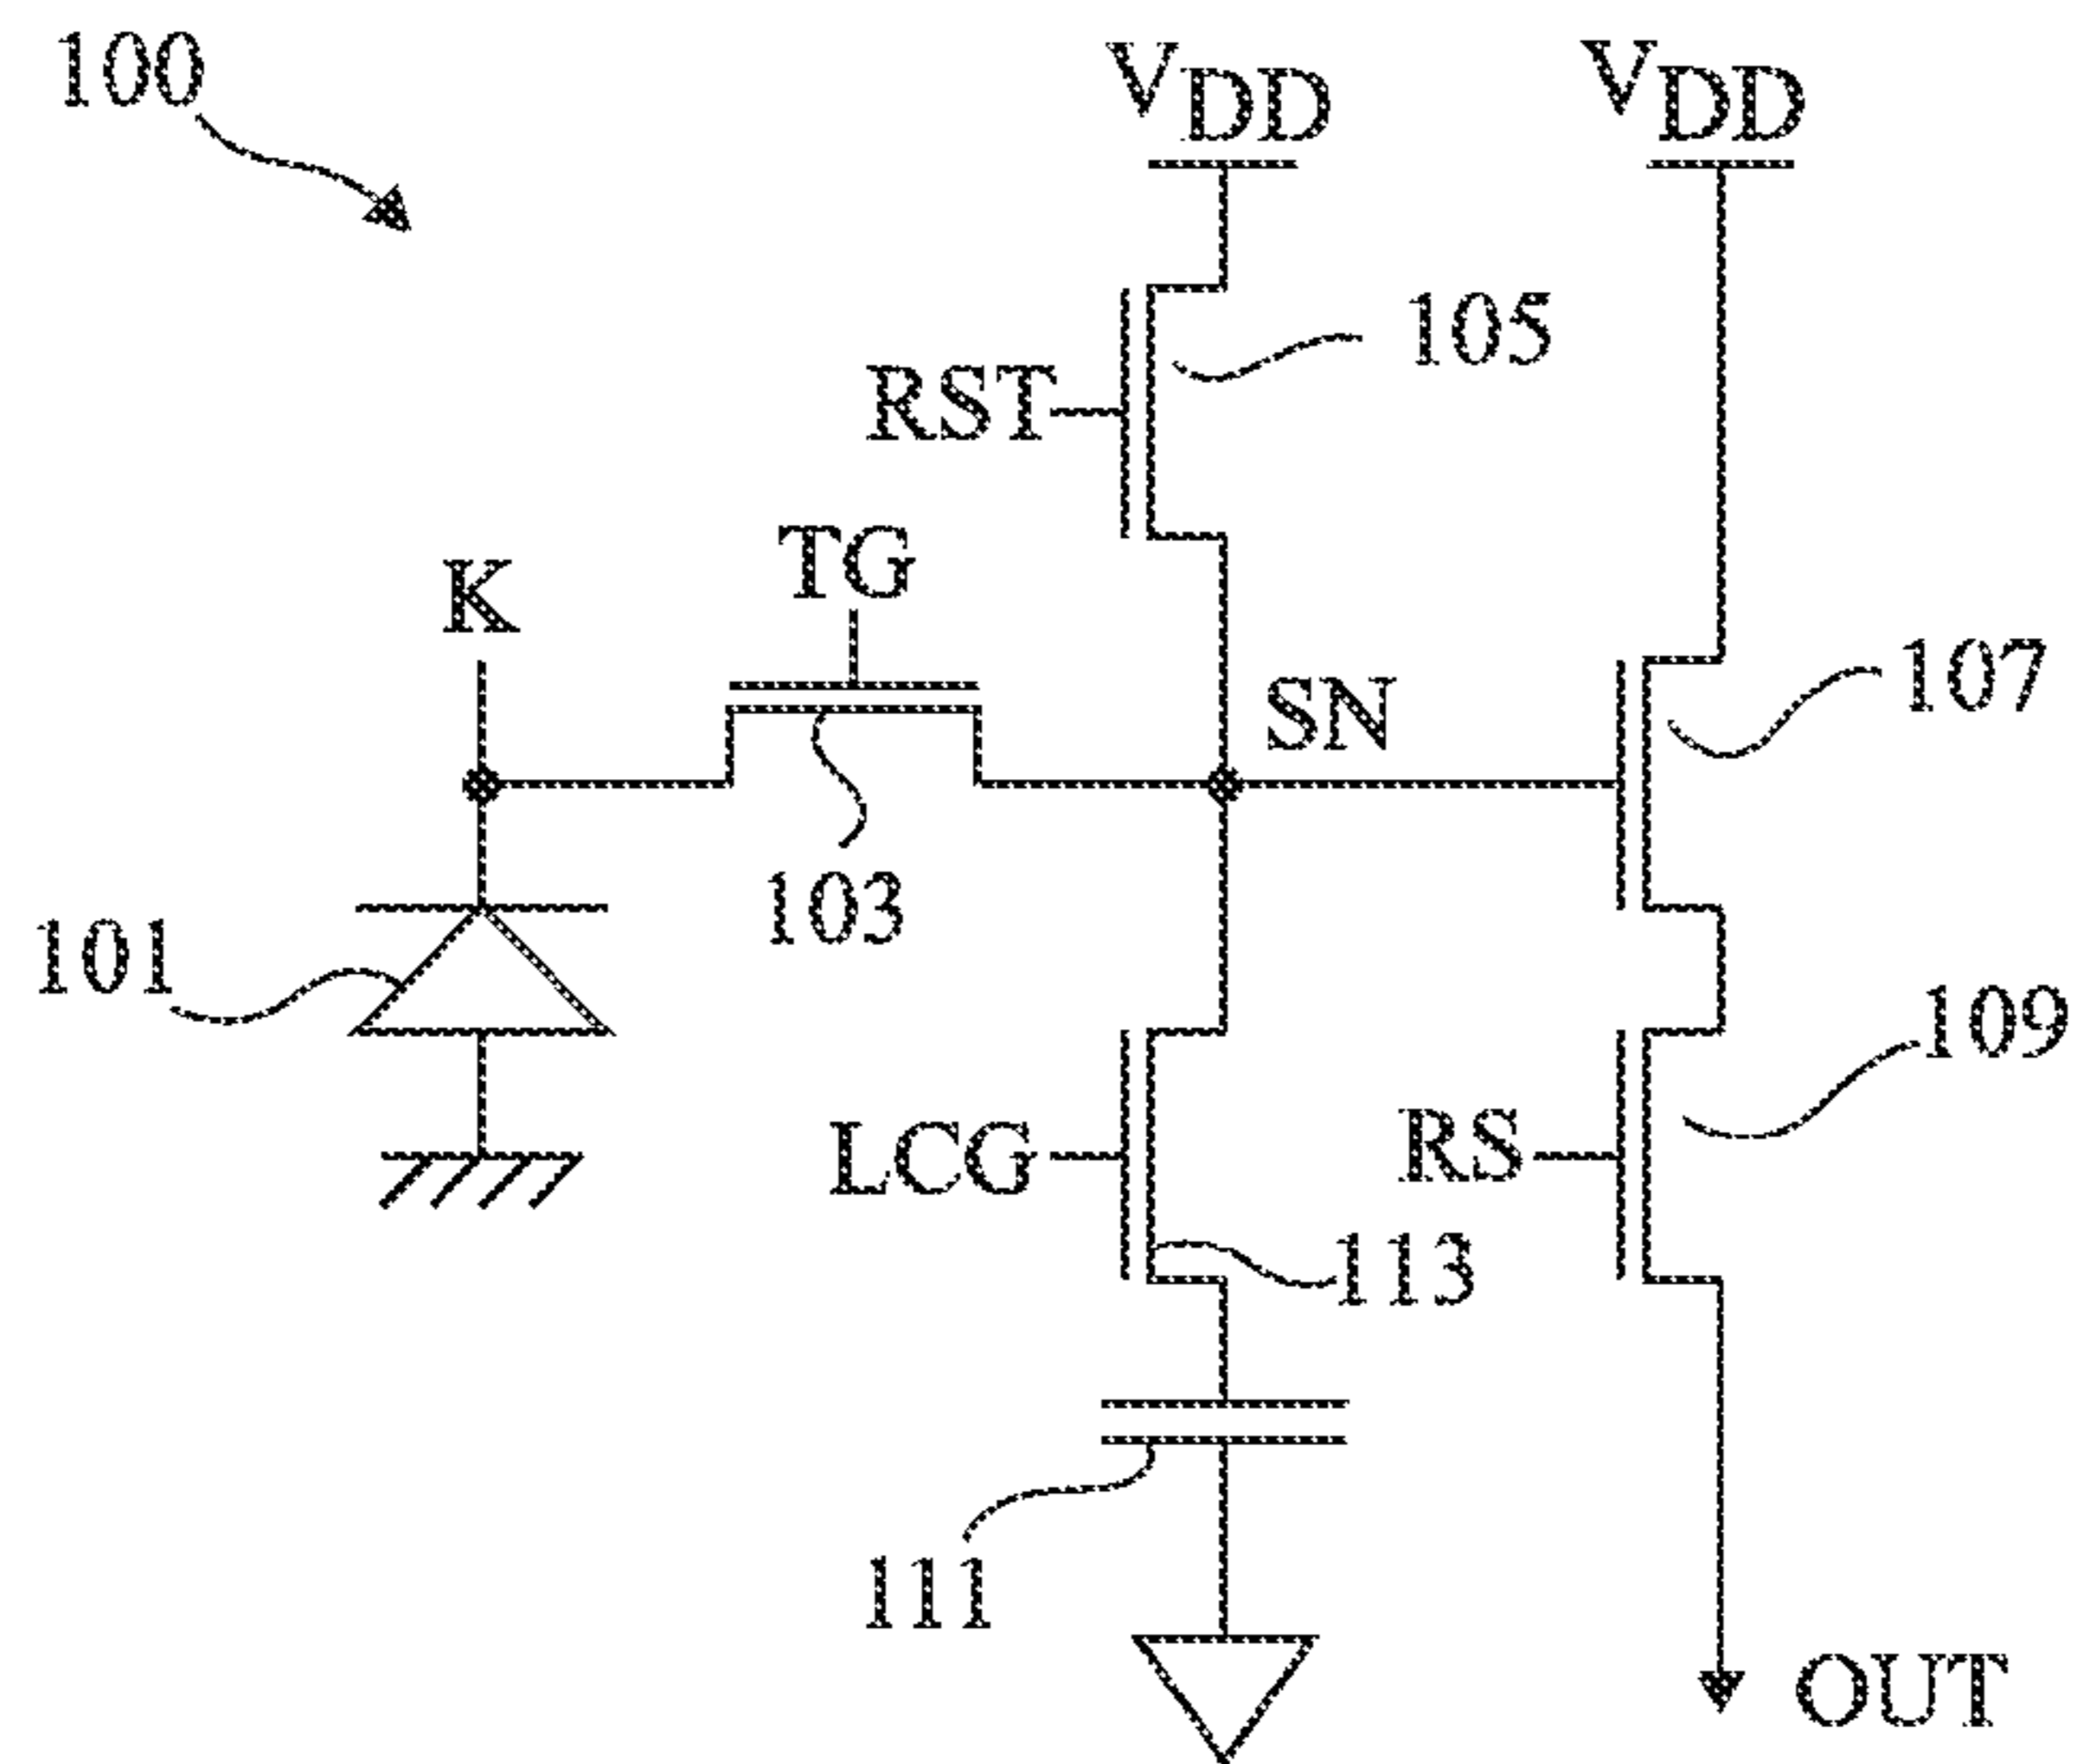 100
VDD
VDD
105
RST
TG
K
SN
107
103
101
109
LCG
RS
113
111
OUT